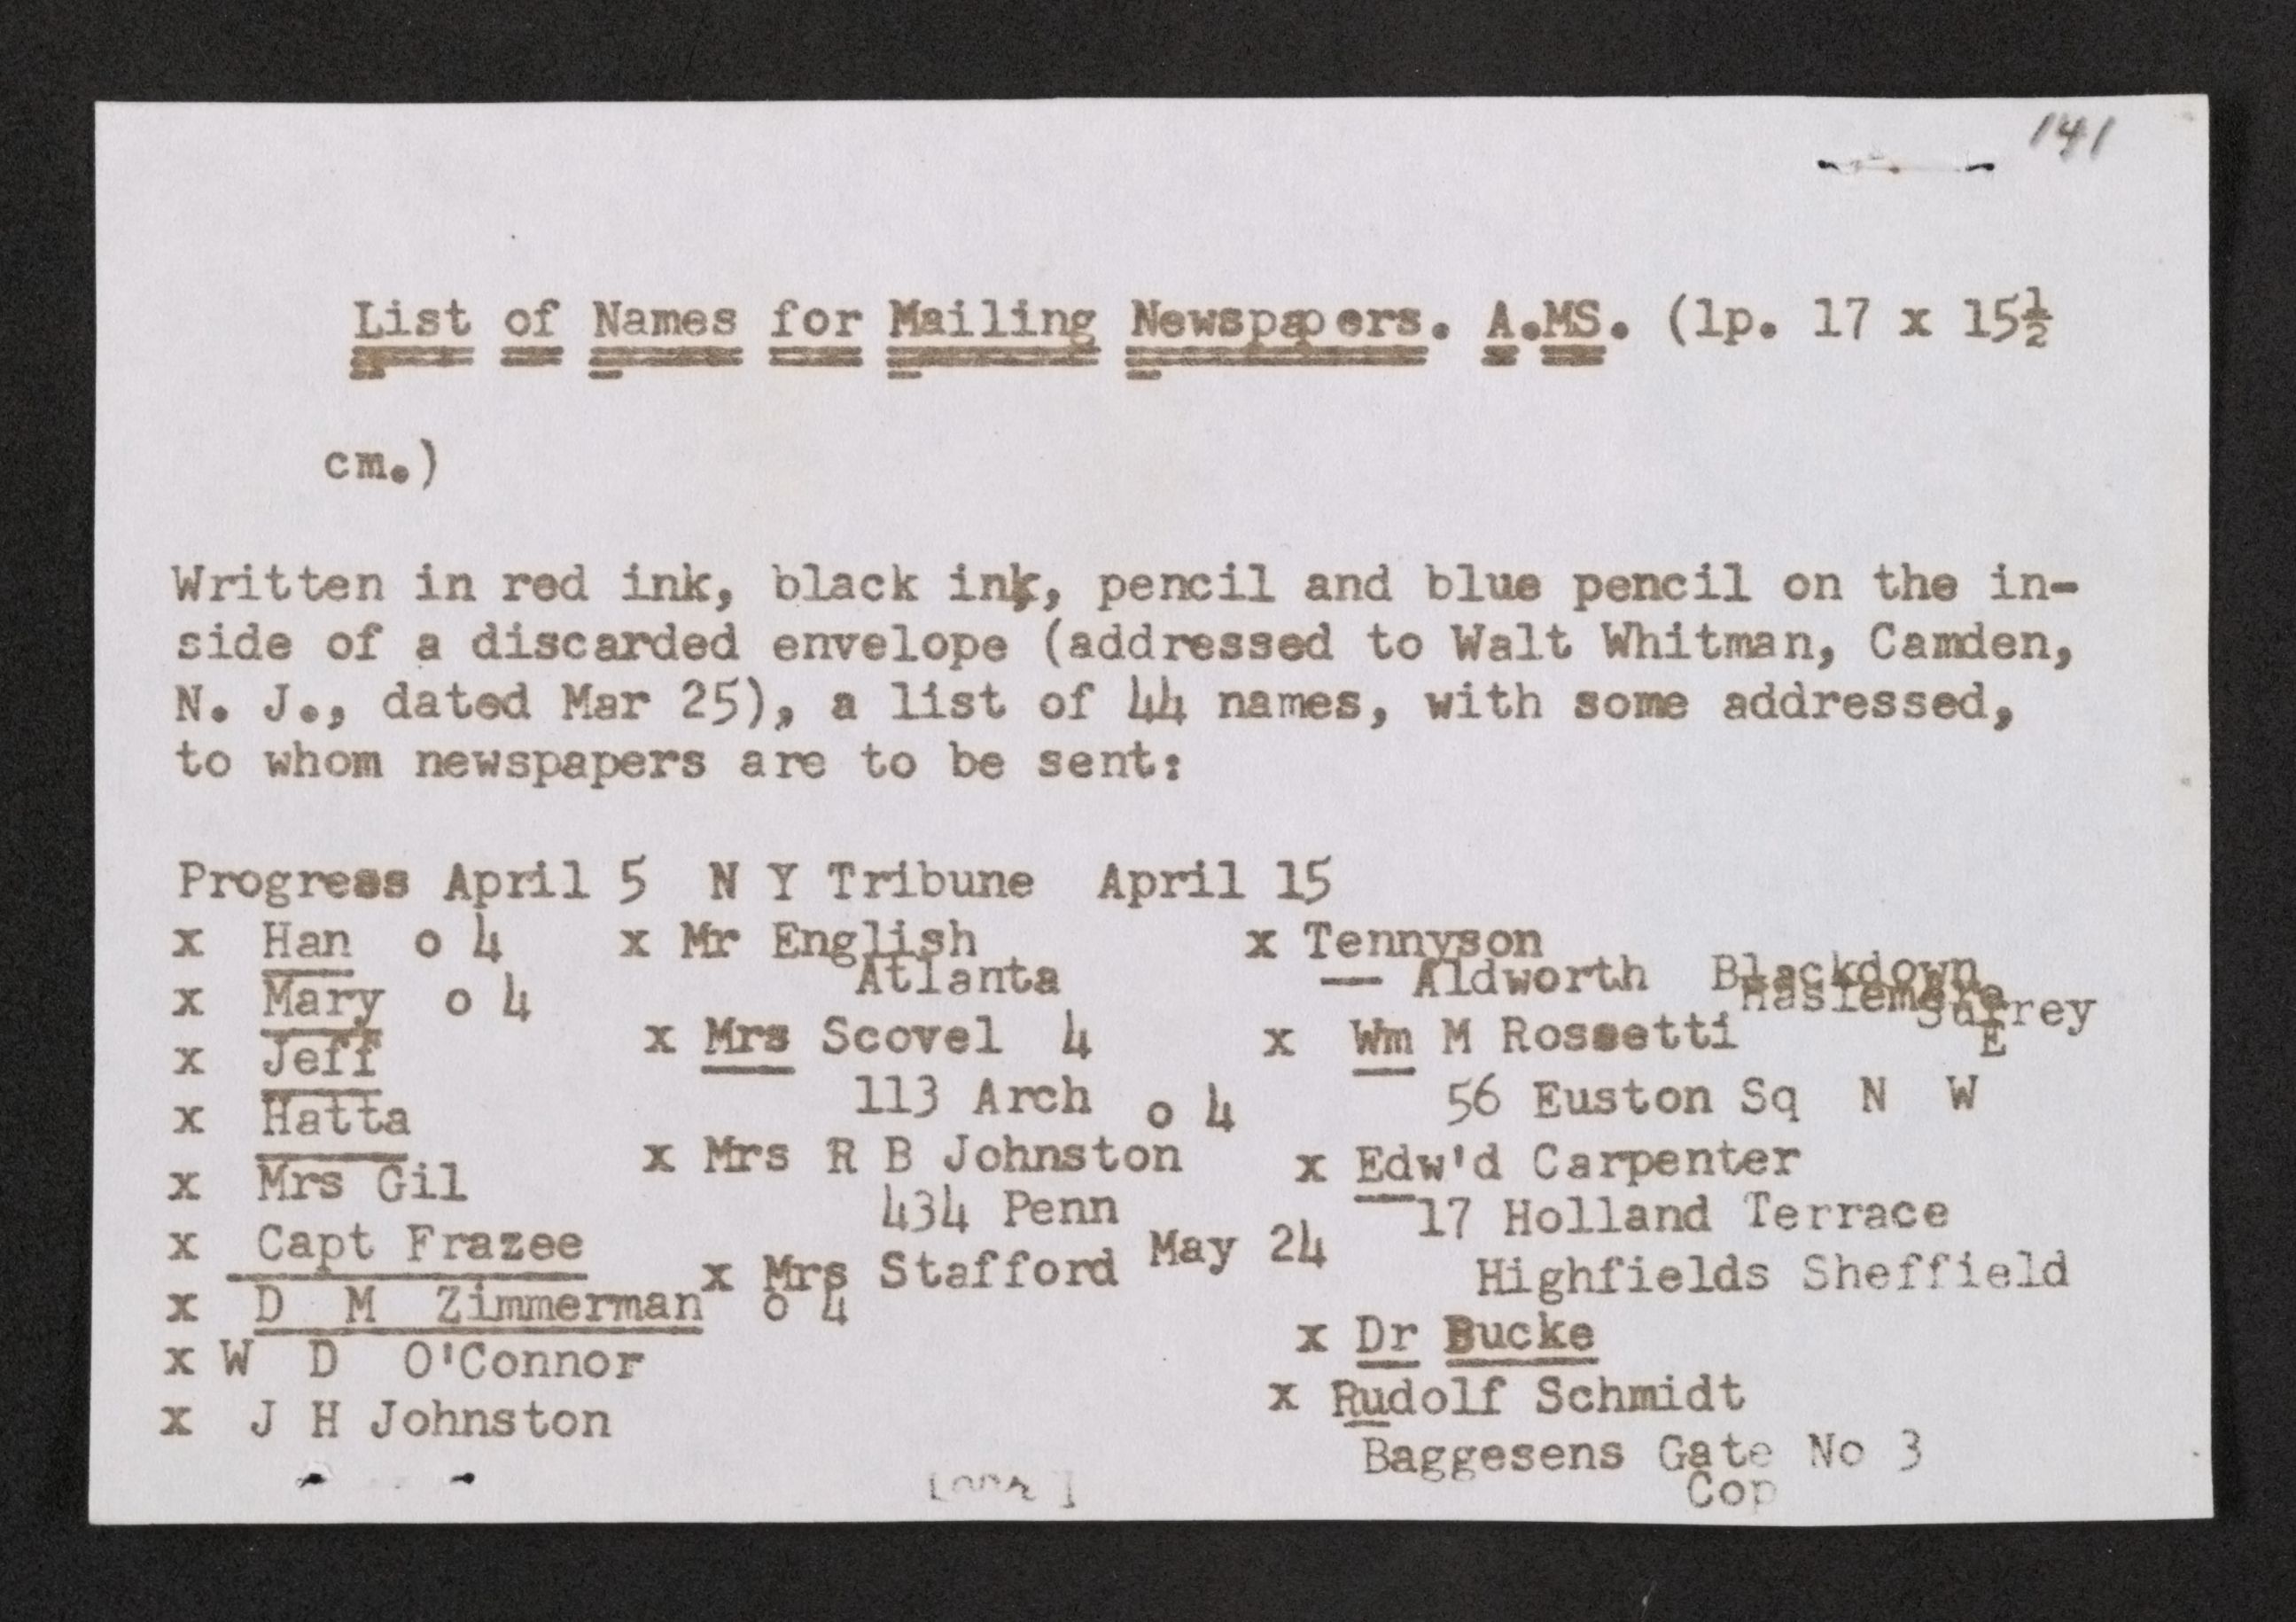 141
List of Names for Mailing Newspapers. A.MS. (1p. 17 x 15½
cm.)
Written in red ink, black ink, pencil and blue pencil on the in-
side of a discarded envelope (addressed to Walt Whitman, Camden,
N. J., dated Mar 25), a list of 44 names, with some addressed,
to whom newspapers are to be sent:
Progress April 5 N Y Tribune April 15
x Han o 4
x Mary o 4
x Jeff
x Hatta
x Mrs Gil
x Capt Frazee
x D M Zimmerman
x W D O'Connor
x J H Johnston
x Mr English
Atlanta
x Mrs Scovel 4
113 Arch o 4
x Mrs R B Johnston
434 Penn
x Mrs Stafford May 24
o 4
x Tennyson
— Aldworth Blackdown
Haslemere
Surrey
E
x Wm M Rossetti
56 Euston Sq N W
x Edw'd Carpenter
17 Holland Terrace
Highfields Sheffield
x Dr Bucke
x Rudolf Schmidt
Baggesens Gate No 3
Cop